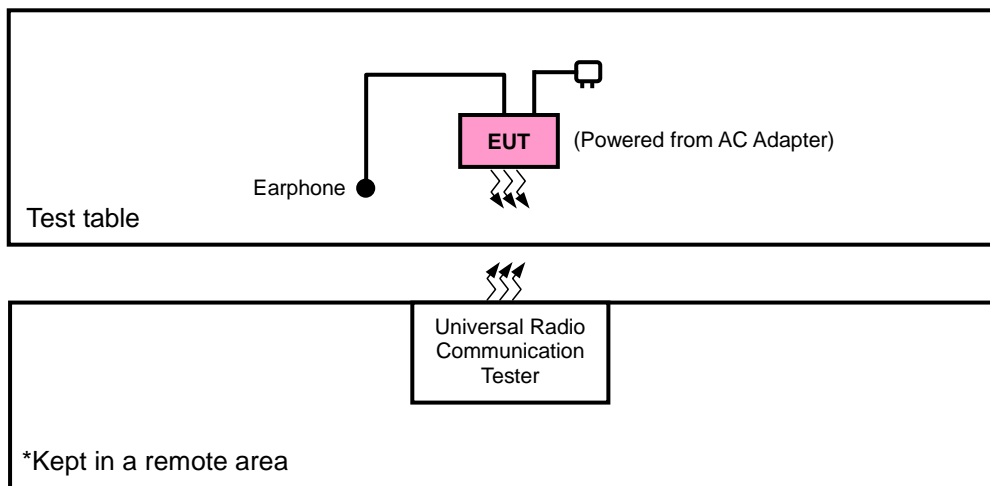 EUT
(Powered from AC Adapter)
Earphone
Test table
Universal Radio
Communication
Tester
*Kept in a remote area